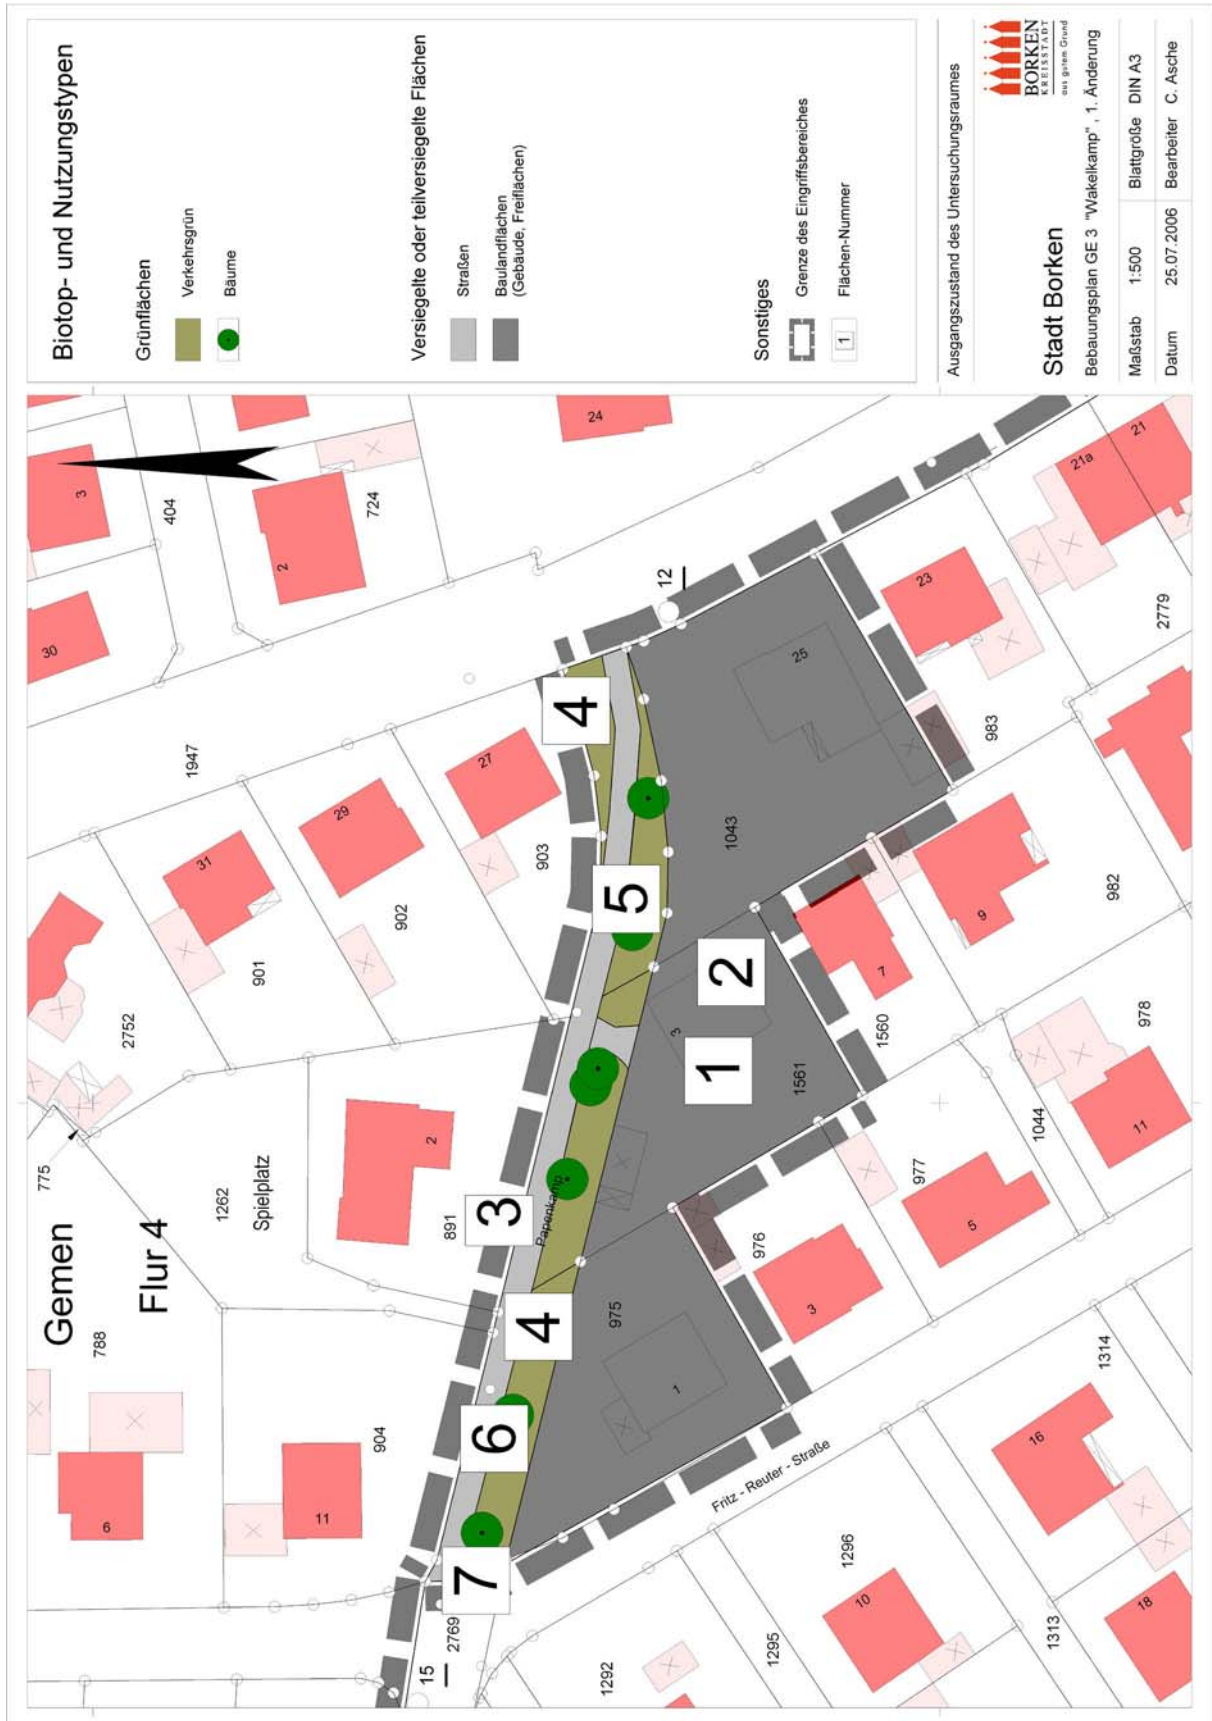 Biotop- und Nutzungstypen
Grünflächen
Verkehrsgrün
Bäume
Versiegelte oder teilversiegelte Flächen
Straßen
Baulandflächen
(Gebäude, Freiflächen)
Sonstiges
Grenze des Eingriffsbereiches
1
Flächen-Nummer
Ausgangszustand des Untersuchungsraumes
BORKEN
KREISSTADT
aus gutem Grund
Stadt Borken
Bebauungsplan GE 3 "Wakelkamp" , 1. Änderung
Maßstab 1:500 Blattgröße DIN A3
Datum 25.07.2006 Bearbeiter C. Asche
Gemen
Flur 4
788
775
2752
1262
Spielplatz
2
891
6
904
11
901
31
902
29
1947
903
27
30
404
3
2
724
24
15
2769
7
6
4
3
Papenkamp
5
4
12
975
1
1
3
2
1561
1043
25
Fritz - Reuter - Straße
3
976
977
5
1560
7
9
982
983
23
21a
21
2779
1044
11
978
1292
1295
10
1296
1313
18
16
1314